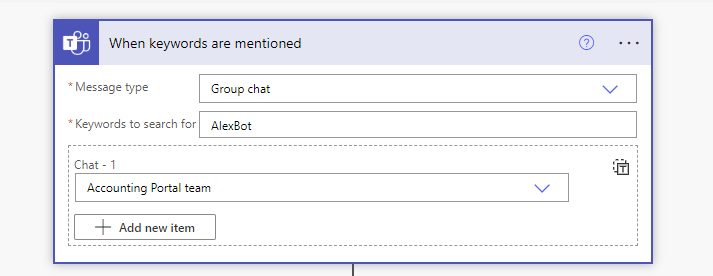 When keywords are mentioned
* Message type
Group chat
* Keywords to search for
AlexBot
Chat - 1
Accounting Portal team
Add new item